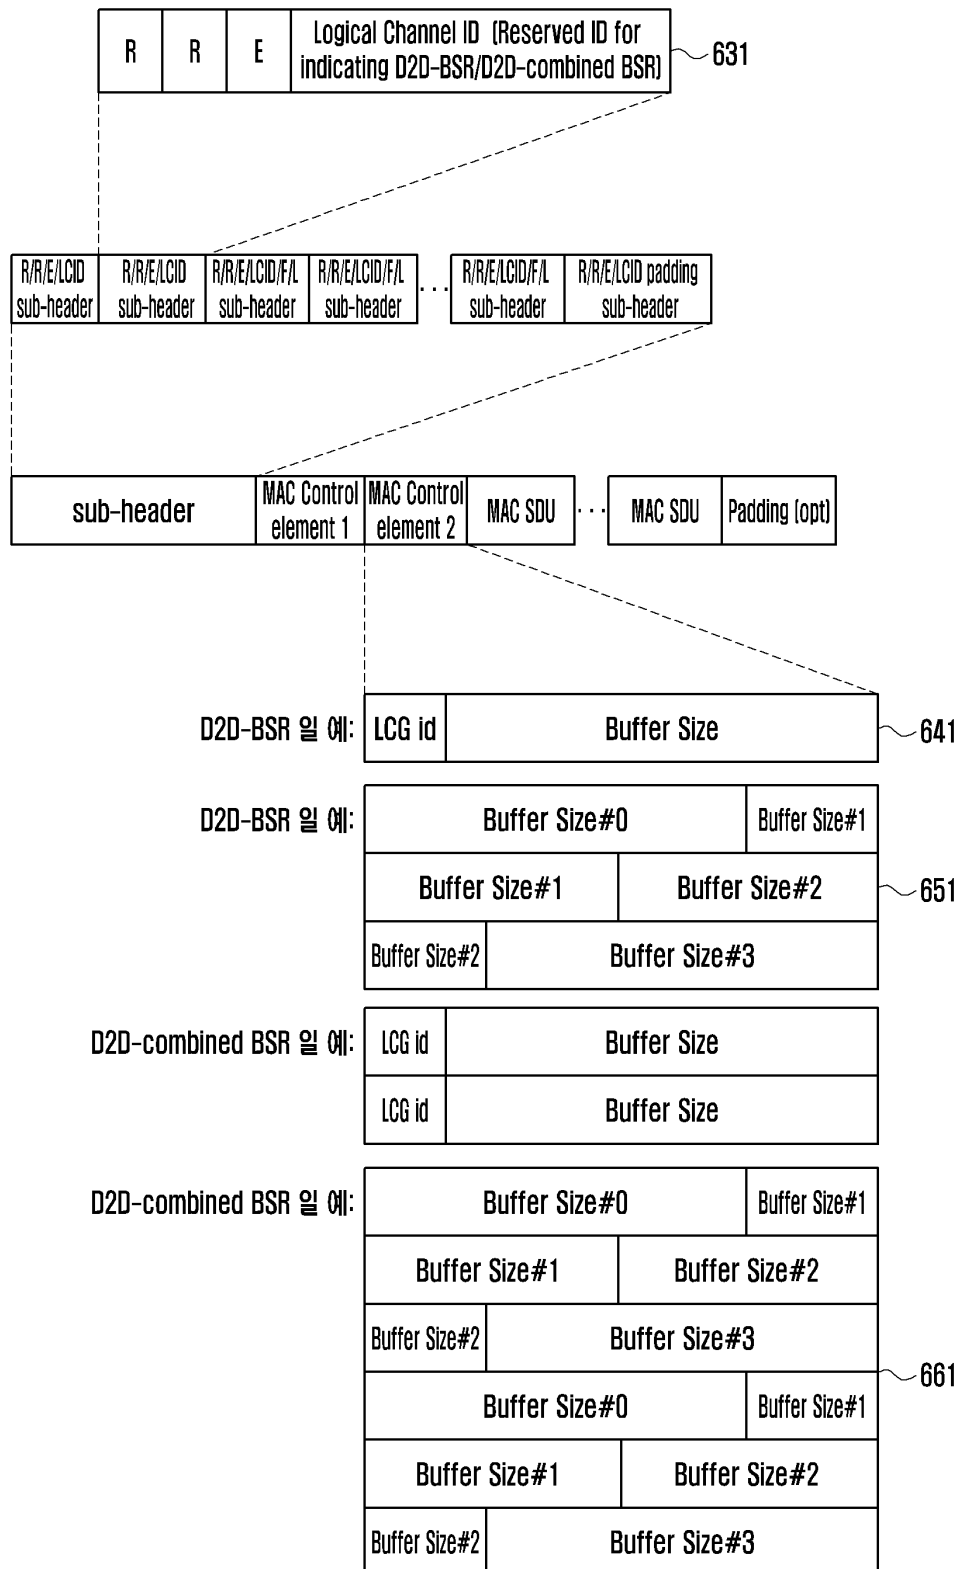 R R E Logical Channel ID (Reserved ID for
indicating D2D-BSR/D2D-combined BSR)
631
R/R/E/LCID R/R/E/LCID R/R/E/LCID/F/L R/R/E/LCID/F/L ... R/R/E/LCID/F/L R/R/E/LCID padding
sub-header sub-header sub-header sub-header sub-header sub-header
sub-header MAC Control MAC Control MAC SDU ... MAC SDU Padding (opt)
element 1 element 2
D2D-BSR 일 예: LCG id Buffer Size 641
D2D-BSR 일 예: Buffer Size#0 Buffer Size#1
Buffer Size#1 Buffer Size#2 651
Buffer Size#2 Buffer Size#3
D2D-combined BSR 일 예: LCG id Buffer Size
LCG id Buffer Size
D2D-combined BSR 일 예: Buffer Size#0 Buffer Size#1
Buffer Size#1 Buffer Size#2
Buffer Size#2 Buffer Size#3
661
Buffer Size#0 Buffer Size#1
Buffer Size#1 Buffer Size#2
Buffer Size#2 Buffer Size#3